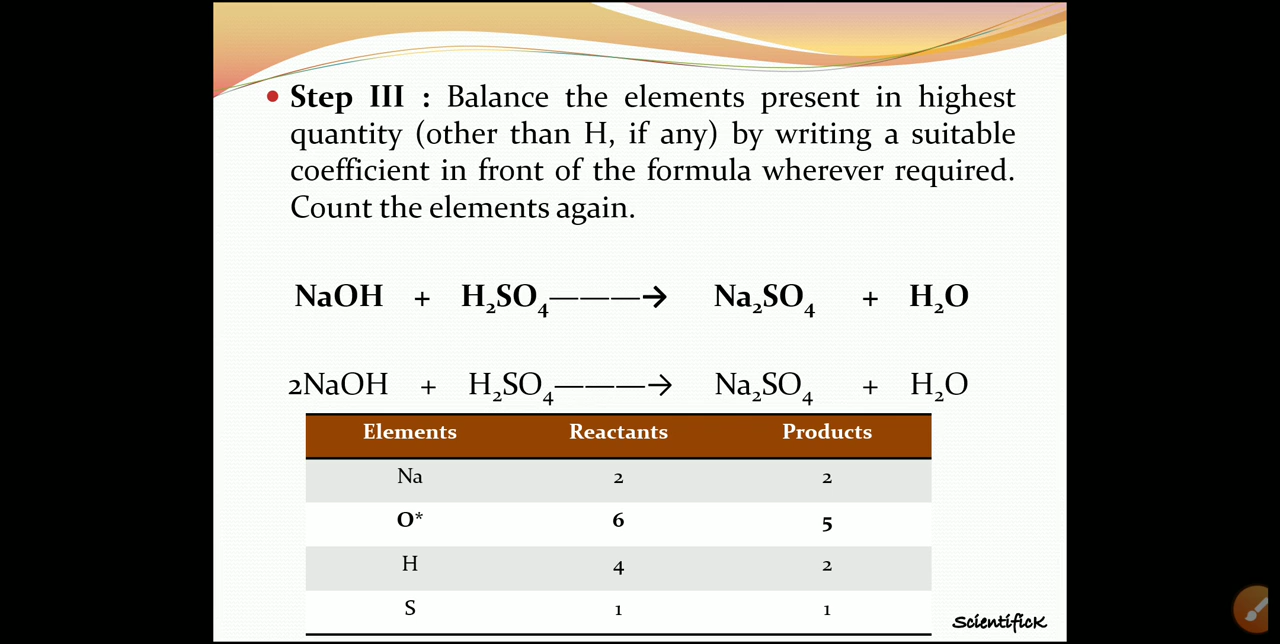 Step III : Balance the elements present in highest
quantity (other than H, if any) by writing a suitable
coefficient in front of the formula wherever required.
Count the elements again.
NaOH + H₂SO₄———→ Na₂SO₄ + H₂O
2NaOH + H₂SO₄———→ Na₂SO₄ + H₂O
Elements Reactants Products
Na 2 2
O* 6 5
H 4 2
S 1 1
ScientificK